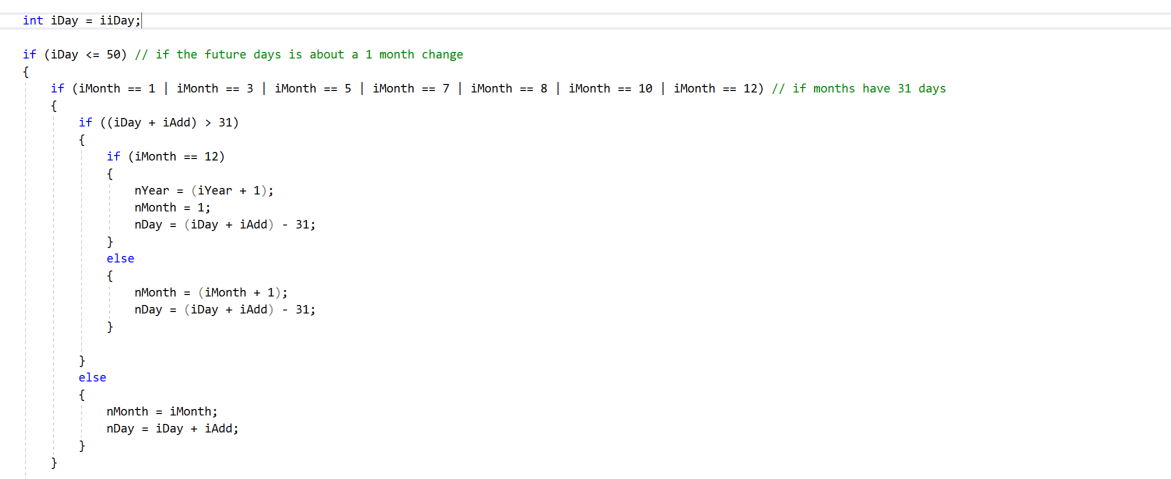 int iDay = iiDay;
if (iDay <= 50) // if the future days is about a 1 month change
{
if (iMonth == 1 | iMonth == 3 | iMonth == 5 | iMonth == 7 | iMonth == 8 | iMonth == 10 | iMonth == 12) // if months have 31 days
{
if ((iDay + iAdd) > 31)
{
if (iMonth == 12)
{
nYear = (iYear + 1);
nMonth = 1;
nDay = (iDay + iAdd) - 31;
}
else
{
nMonth = (iMonth + 1);
nDay = (iDay + iAdd) - 31;
}
}
else
{
nMonth = iMonth;
nDay = iDay + iAdd;
}
}